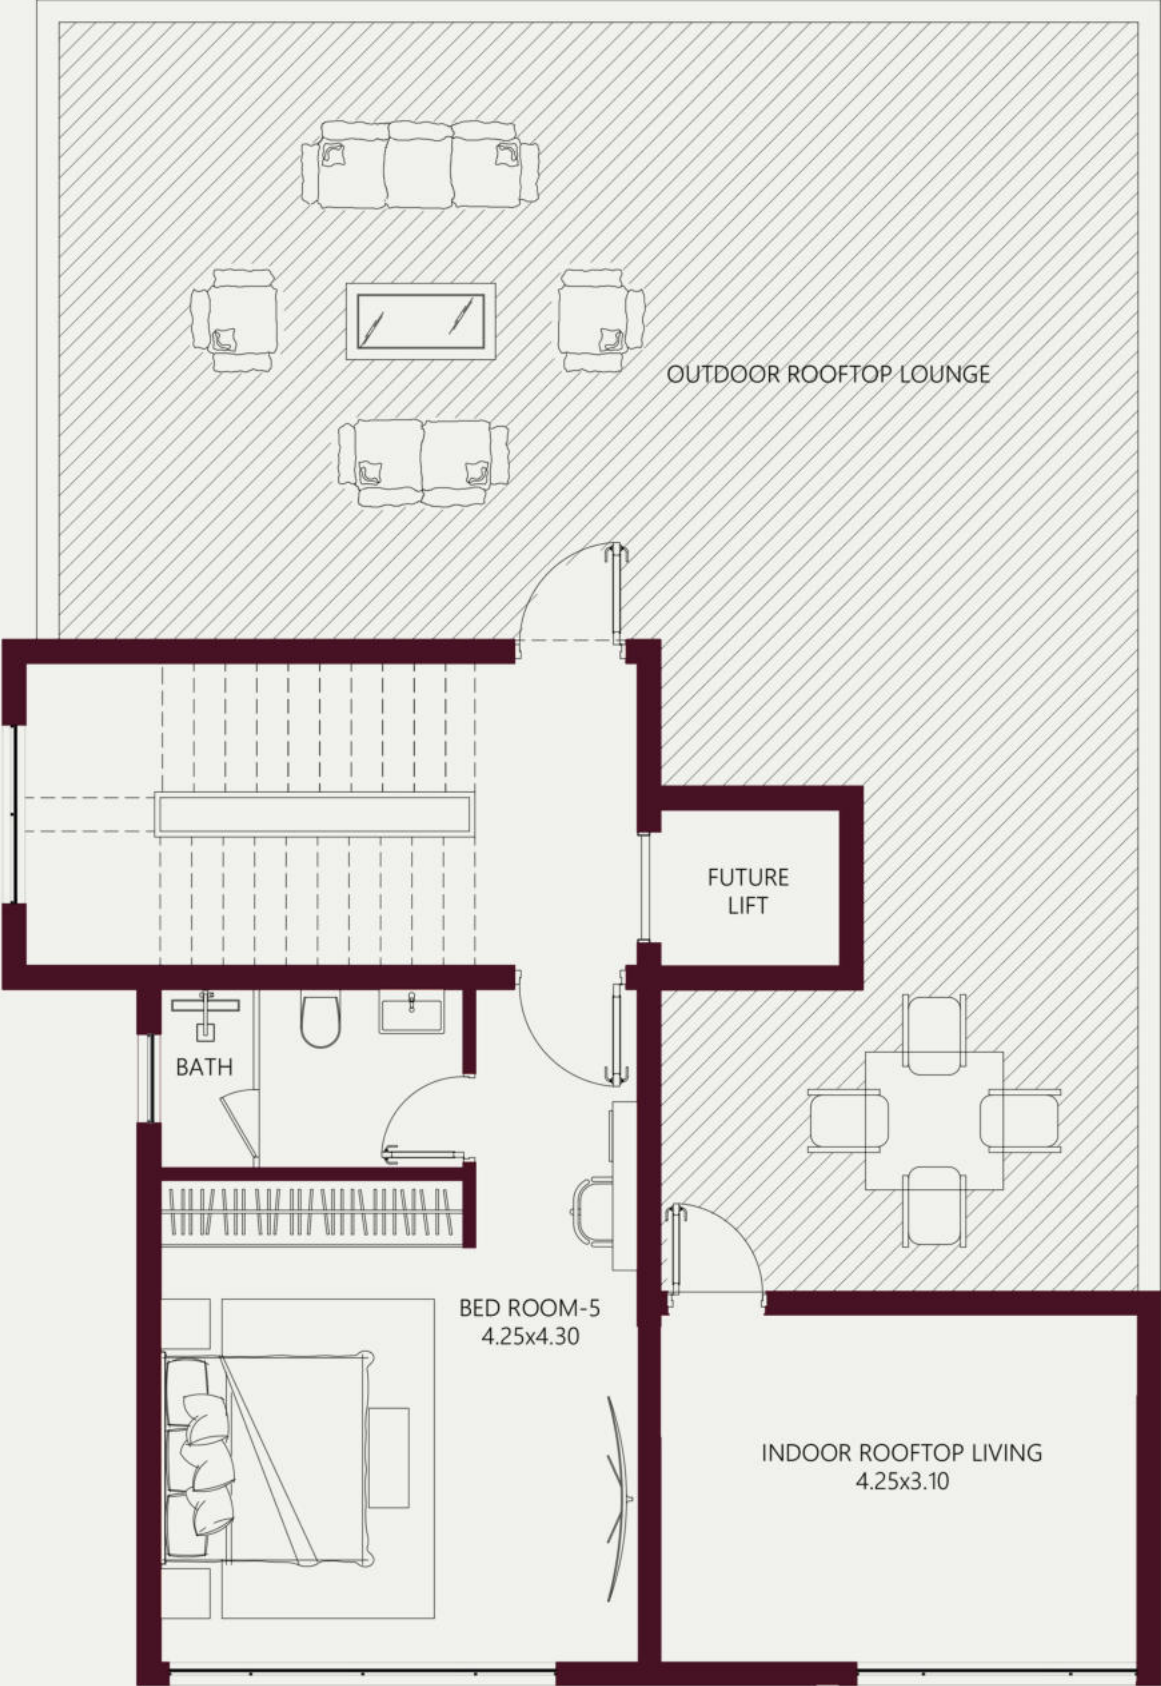 OUTDOOR ROOFTOP LOUNGE
FUTURE
LIFT
BATH
BED ROOM-5
4.25x4.30
INDOOR ROOFTOP LIVING
4.25x3.10